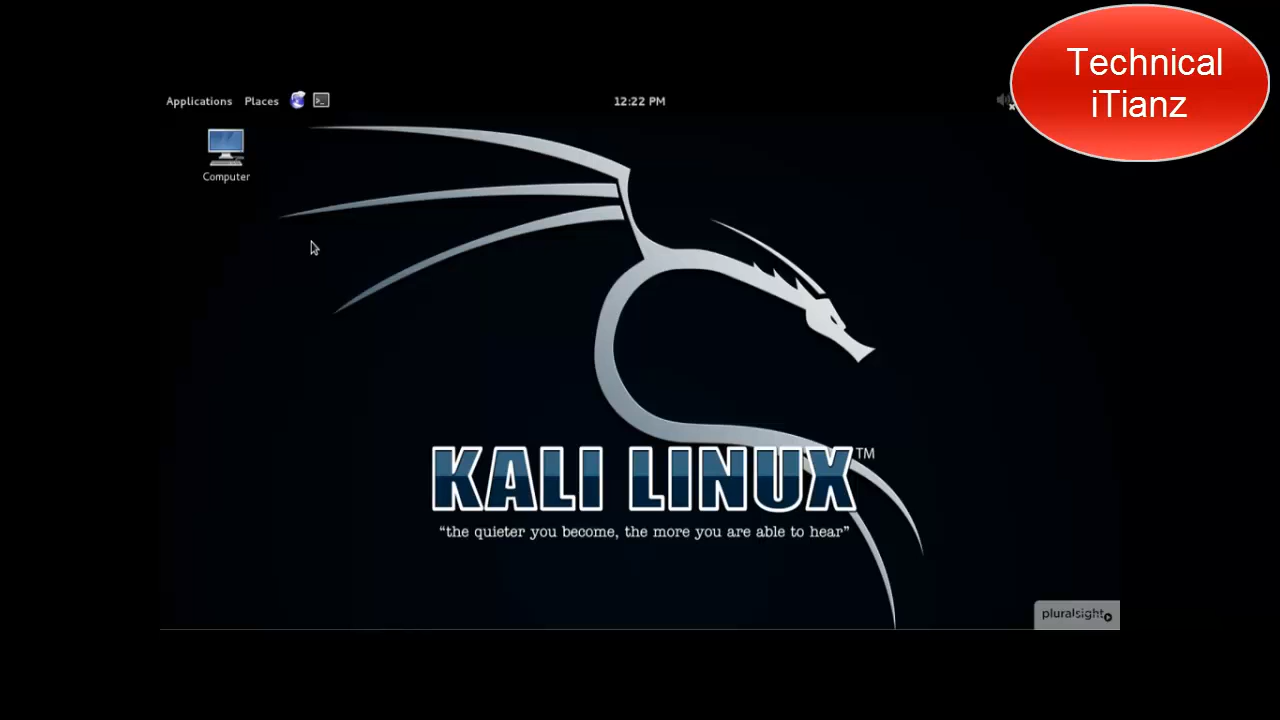 Technical
iTianz
Applications Places 12:22 PM
Computer
KALI LINUX™
“the quieter you become, the more you are able to hear”
pluralsight